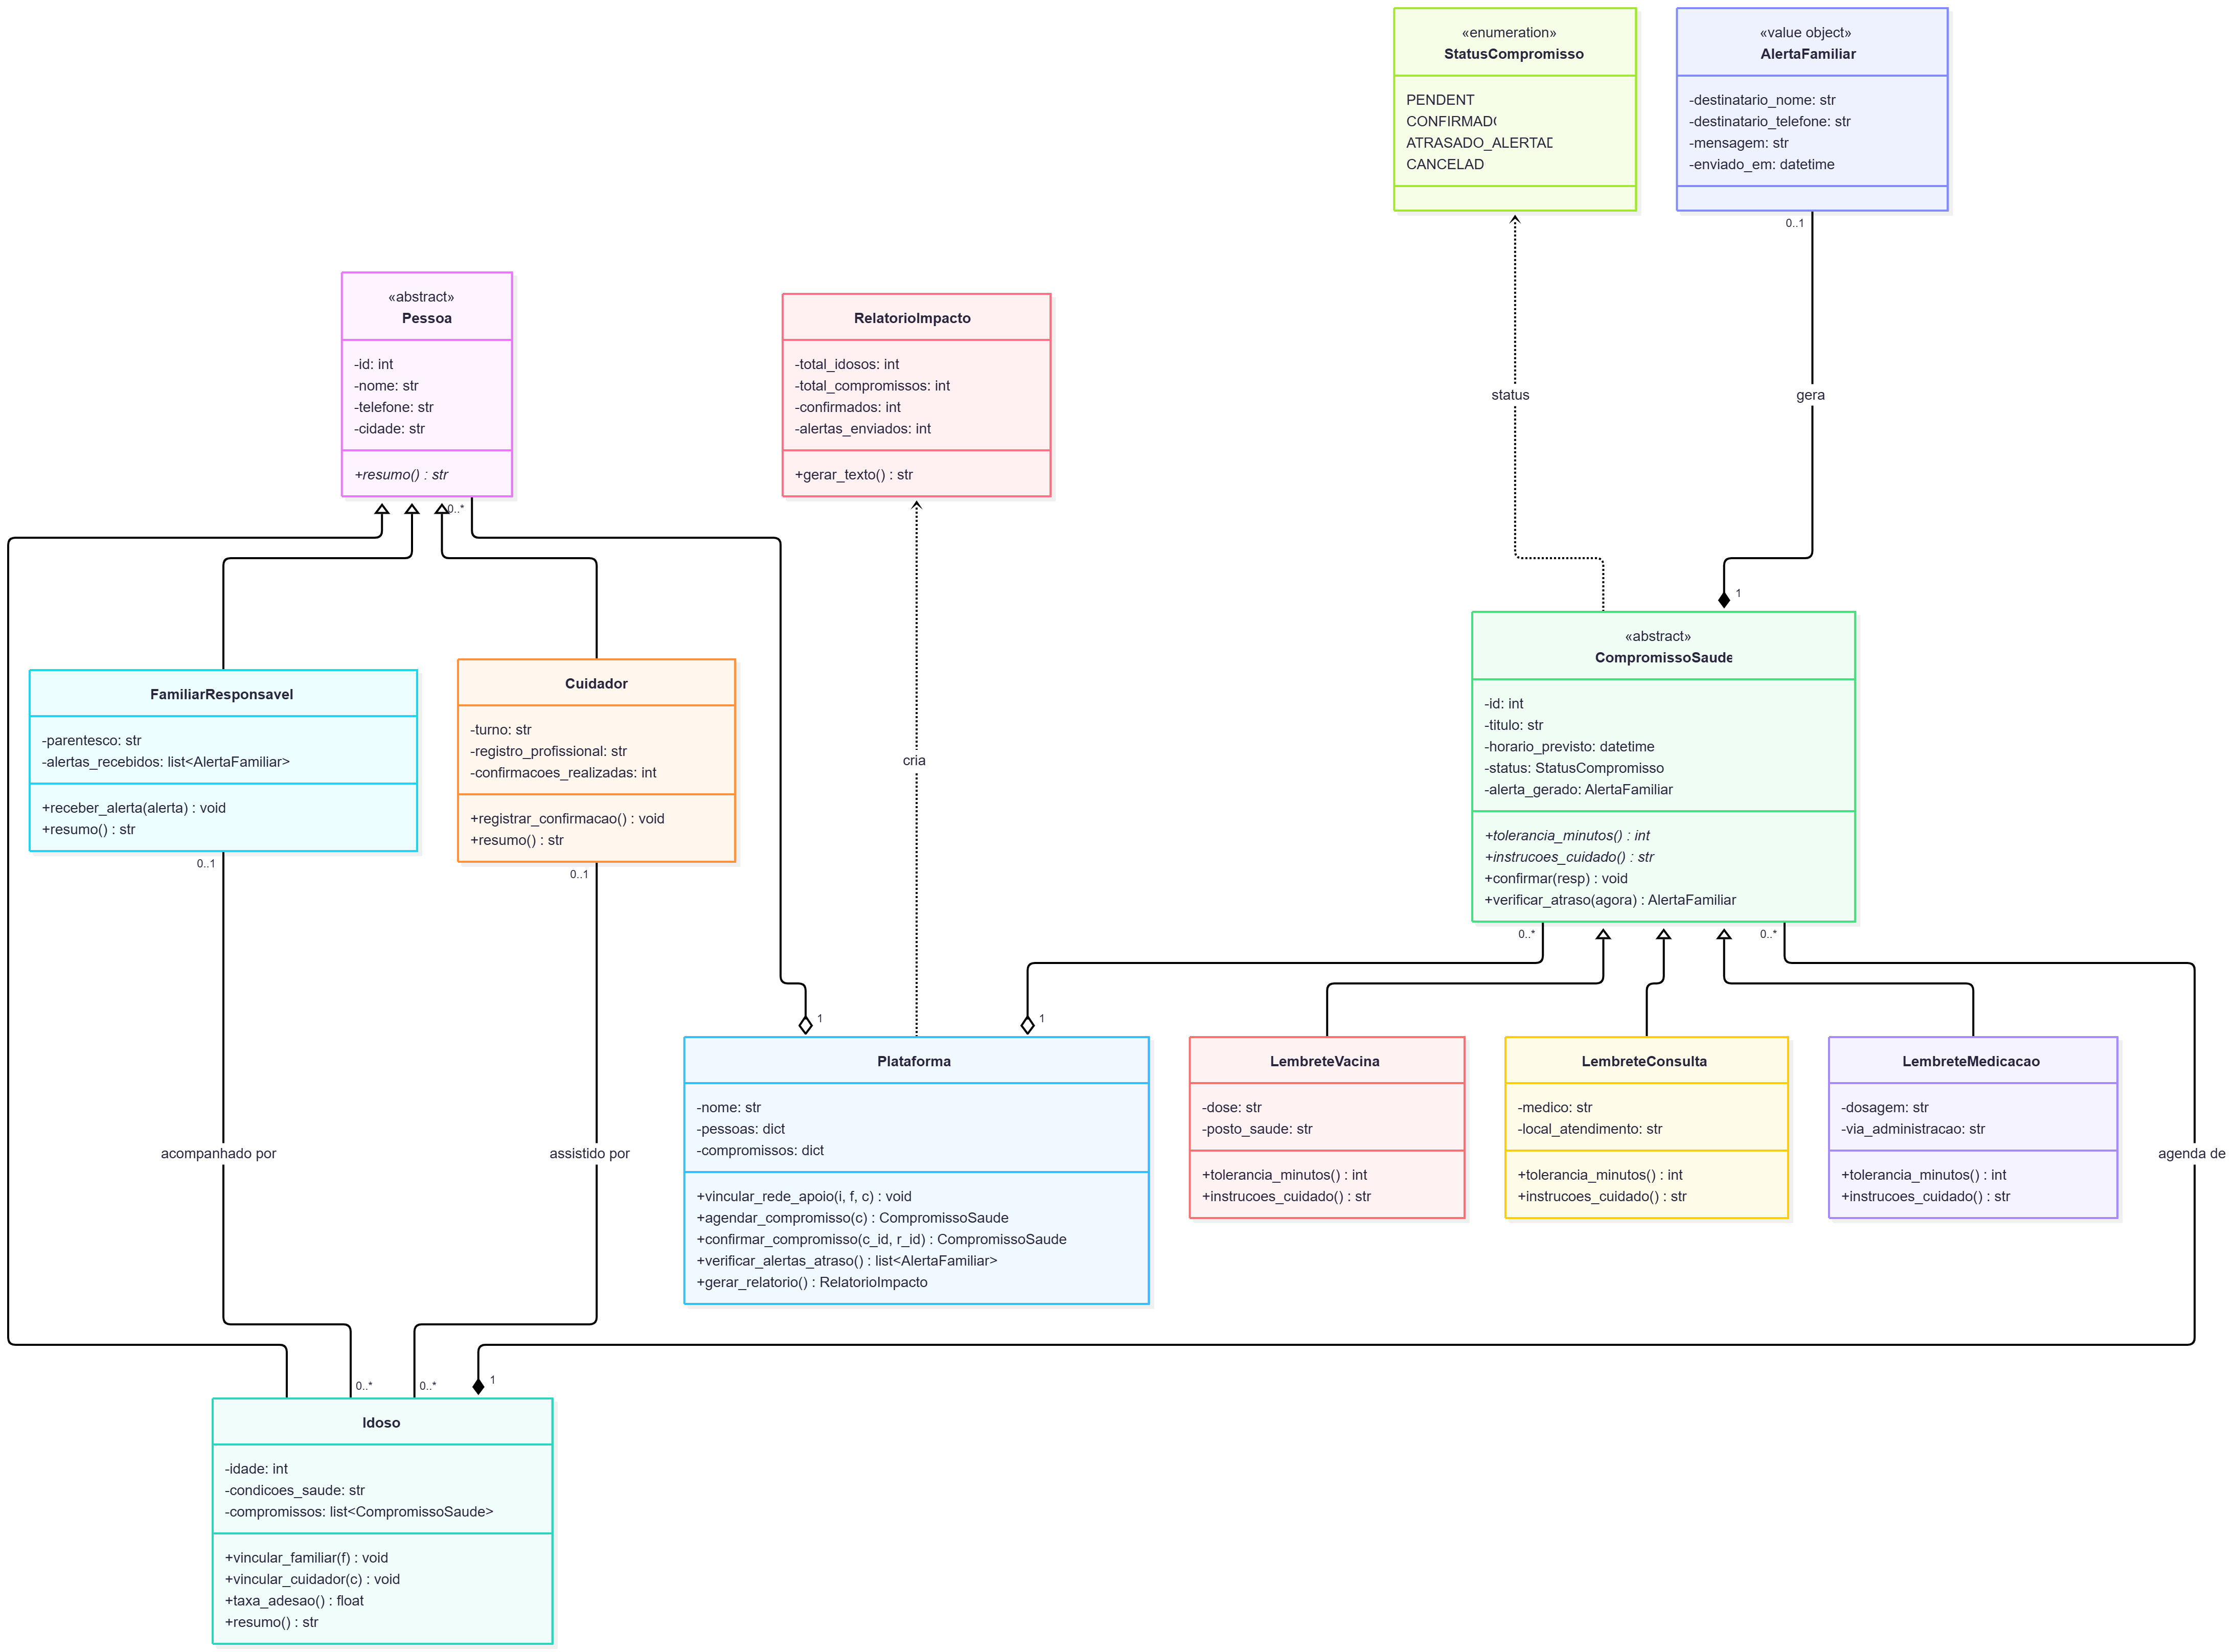 «enumeration»
StatusCompromisso
PENDENT
CONFIRMADO
ATRASADO_ALERTAD
CANCELAD
«value object»
AlertaFamiliar
-destinatario_nome: str
-destinatario_telefone: str
-mensagem: str
-enviado_em: datetime
0..1
status
gera
«abstract»
Pessoa
-id: int
-nome: str
-telefone: str
-cidade: str
+resumo() : str
0..*
RelatorioImpacto
-total_idosos: int
-total_compromissos: int
-confirmados: int
-alertas_enviados: int
+gerar_texto() : str
cria
FamiliarResponsavel
-parentesco: str
-alertas_recebidos: list<AlertaFamiliar>
+receber_alerta(alerta) : void
+resumo() : str
0..1
Cuidador
-turno: str
-registro_profissional: str
-confirmacoes_realizadas: int
+registrar_confirmacao() : void
+resumo() : str
0..1
1
«abstract»
CompromissoSaude
-id: int
-titulo: str
-horario_previsto: datetime
-status: StatusCompromisso
-alerta_gerado: AlertaFamiliar
+tolerancia_minutos() : int
+instrucoes_cuidado() : str
+confirmar(resp) : void
+verificar_atraso(agora) : AlertaFamiliar
0..*
0..*
1
1
Plataforma
-nome: str
-pessoas: dict
-compromissos: dict
+vincular_rede_apoio(i, f, c) : void
+agendar_compromisso(c) : CompromissoSaude
+confirmar_compromisso(c_id, r_id) : CompromissoSaude
+verificar_alertas_atraso() : list<AlertaFamiliar>
+gerar_relatorio() : RelatorioImpacto
LembreteVacina
-dose: str
-posto_saude: str
+tolerancia_minutos() : int
+instrucoes_cuidado() : str
LembreteConsulta
-medico: str
-local_atendimento: str
+tolerancia_minutos() : int
+instrucoes_cuidado() : str
LembreteMedicacao
-dosagem: str
-via_administracao: str
+tolerancia_minutos() : int
+instrucoes_cuidado() : str
acompanhado por
assistido por
agenda de
0..*
0..*
1
Idoso
-idade: int
-condicoes_saude: str
-compromissos: list<CompromissoSaude>
+vincular_familiar(f) : void
+vincular_cuidador(c) : void
+taxa_adesao() : float
+resumo() : str